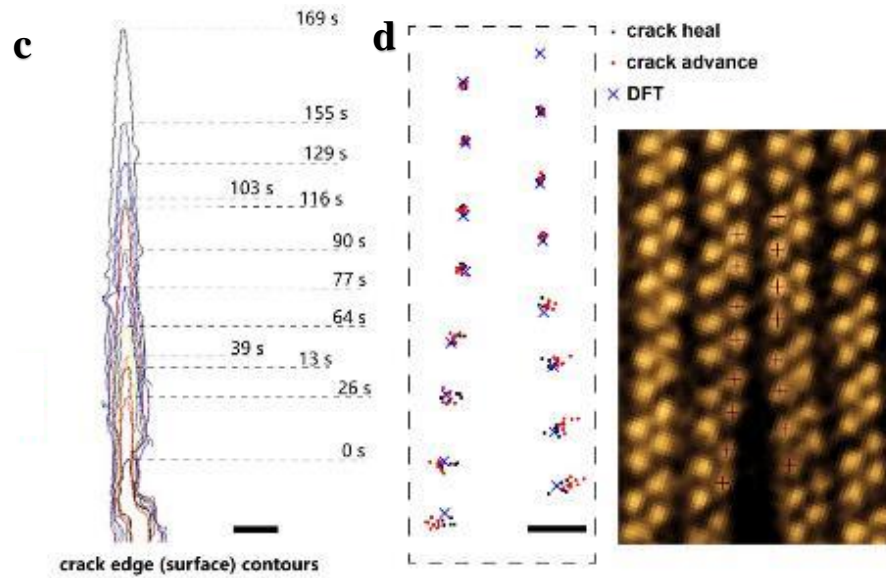 c
169 s
155 s
129 s
103 s
116 s
90 s
77 s
64 s
39 s
13 s
26 s
0 s
crack edge (surface) contours
d
crack heal
crack advance
DFT